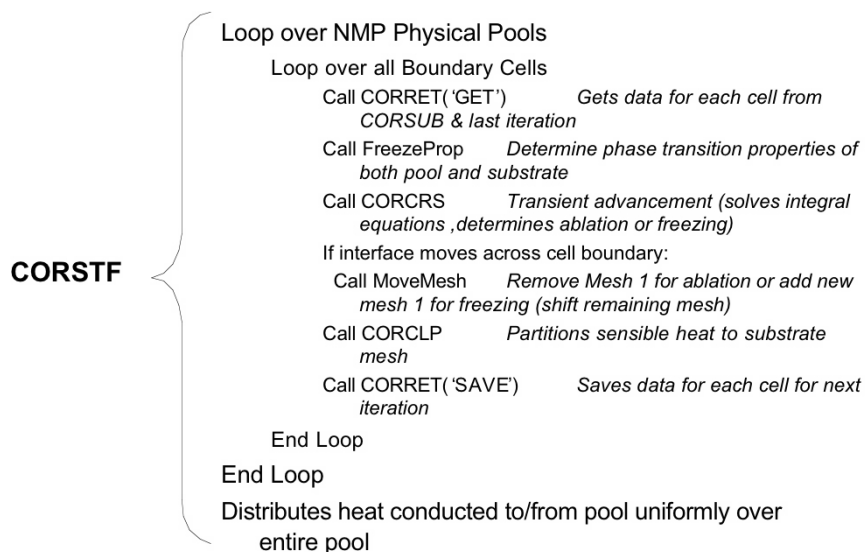 Loop over NMP Physical Pools
Loop over all Boundary Cells
Call CORRET(‘GET’) Gets data for each cell from
CORSUB & last iteration
Call FreezeProp Determine phase transition properties of
both pool and substrate
Call CORCRS Transient advancement (solves integral
equations ,determines ablation or freezing)
If interface moves across cell boundary:
CORSTF
Call MoveMesh Remove Mesh 1 for ablation or add new
mesh 1 for freezing (shift remaining mesh)
Call CORCLP Partitions sensible heat to substrate
mesh
Call CORRET(‘SAVE’) Saves data for each cell for next
iteration
End Loop
End Loop
Distributes heat conducted to/from pool uniformly over
entire pool